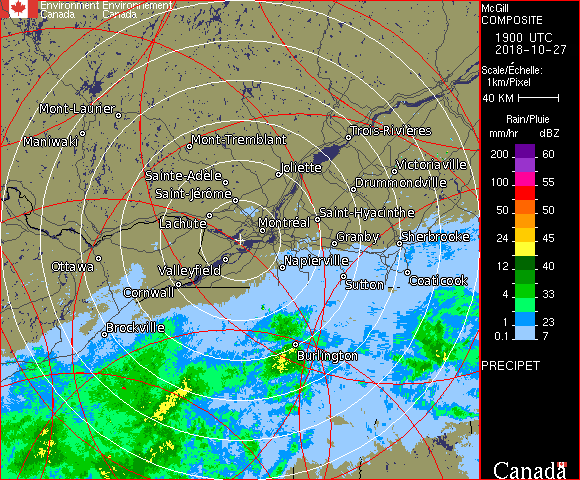 Environment Environnement
Canada Canada
McGill
COMPOSITE
1900 UTC
2018-10-27
Scale/Échelle:
1km/Pixel
40 KM
Rain/Pluie
mm/hr dBZ
200 60
100 55
50 50
24 45
12 40
4 33
1 23
0.1 7
PRECIPET
Canada
Mont-Laurier
Maniwaki
Mont-Tremblant
Trois-Rivières
Sainte-Adèle
Joliette
Victoriaville
Saint-Jérôme
Drummondville
Lachute
Montréal
Saint-Hyacinthe
Granby
Sherbrooke
Ottawa
Valleyfield
Napierville
Cornwall
Sutton
Coaticook
Brockville
Burlington